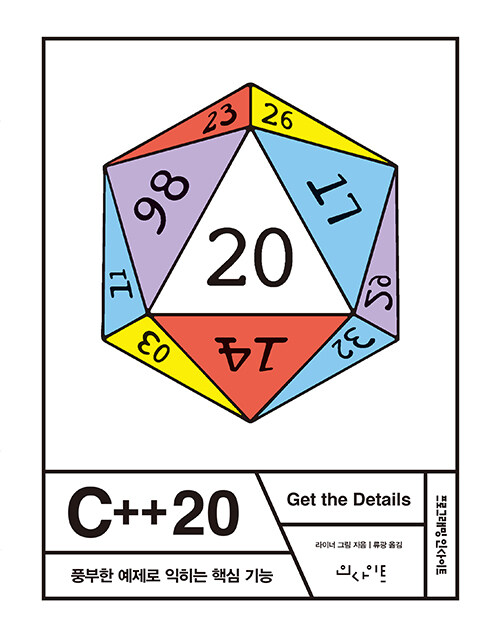 23
26
98
17
20
11
29
03
14
32
C++20
Get the Details
풍부한 예제로 익히는 핵심 기능
라이너 그림 지음 | 류광 옮김
인사이트
프로그래밍 인사이트